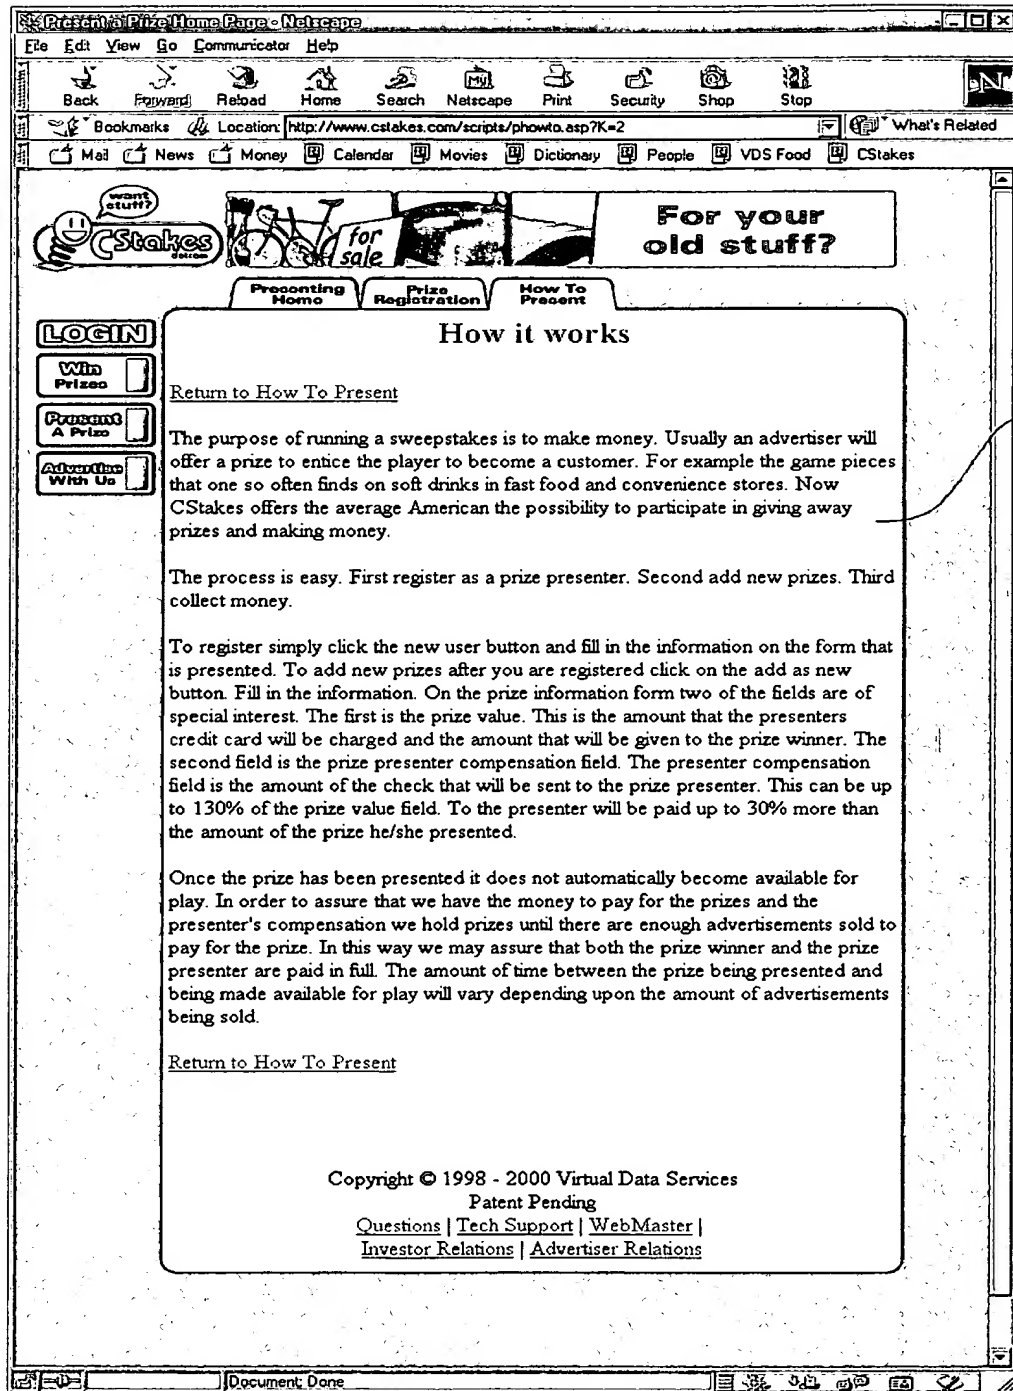 Present a Prize Home Page - Netscape
File Edit View Go Communicator Help
Back Forward Reload Home Search Netscape Print Security Shop Stop
My
N
Bookmarks Location: http://www.cstakes.com/scripts/phowto.asp?K=2 What's Related
Mail News Money Calendar Movies Dictionary People VDS Food CStakes
want stuff?
CStakes
dotcom
for sale
For your
old stuff?
Presenting Home
Prize Registration
How To Present
LOGIN
Win Prizes
Present A Prize
Advertise With Us
How it works
Return to How To Present
The purpose of running a sweepstakes is to make money. Usually an advertiser will
offer a prize to entice the player to become a customer. For example the game pieces
that one so often finds on soft drinks in fast food and convenience stores. Now
CStakes offers the average American the possibility to participate in giving away
prizes and making money.
The process is easy. First register as a prize presenter. Second add new prizes. Third
collect money.
To register simply click the new user button and fill in the information on the form that
is presented. To add new prizes after you are registered click on the add as new
button. Fill in the information. On the prize information form two of the fields are of
special interest. The first is the prize value. This is the amount that the presenters
credit card will be charged and the amount that will be given to the prize winner. The
second field is the prize presenter compensation field. The presenter compensation
field is the amount of the check that will be sent to the prize presenter. This can be up
to 130% of the prize value field. To the presenter will be paid up to 30% more than
the amount of the prize he/she presented.
Once the prize has been presented it does not automatically become available for
play. In order to assure that we have the money to pay for the prizes and the
presenter's compensation we hold prizes until there are enough advertisements sold to
pay for the prize. In this way we may assure that both the prize winner and the prize
presenter are paid in full. The amount of time between the prize being presented and
being made available for play will vary depending upon the amount of advertisements
being sold.
Return to How To Present
Copyright © 1998 - 2000 Virtual Data Services
Patent Pending
Questions | Tech Support | WebMaster |
Investor Relations | Advertiser Relations
Document: Done